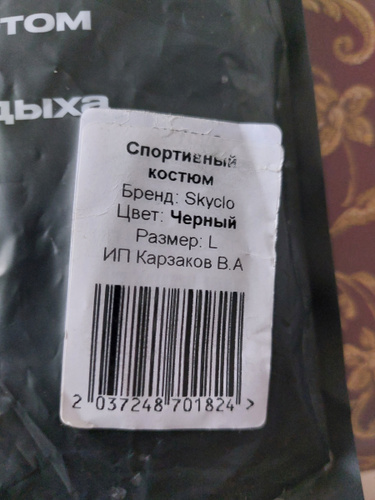 том
дыха
Спортивный
костюм
Бренд: Skyclo
Цвет: Черный
Размер: L
ИП Карзаков В.А
2 037248 701824 >